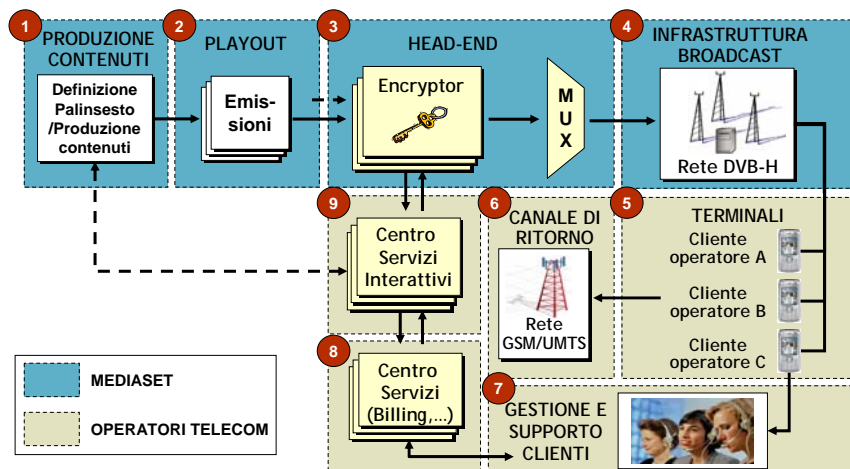 1
PRODUZIONE
CONTENUTI
Definizione
Palinsesto
/Produzione
contenuti
2
PLAYOUT
Emis-
sioni
3
HEAD-END
Encryptor
MUX
4
INFRASTRUTTURA
BROADCAST
Rete DVB-H
9
Centro
Servizi
Interattivi
6
CANALE DI
RITORNO
Rete
GSM/UMTS
5
TERMINALI
Cliente
operatore A
Cliente
operatore B
Cliente
operatore C
8
Centro
Servizi
(Billing,…)
7
GESTIONE E
SUPPORTO
CLIENTI
MEDIASET
OPERATORI TELECOM